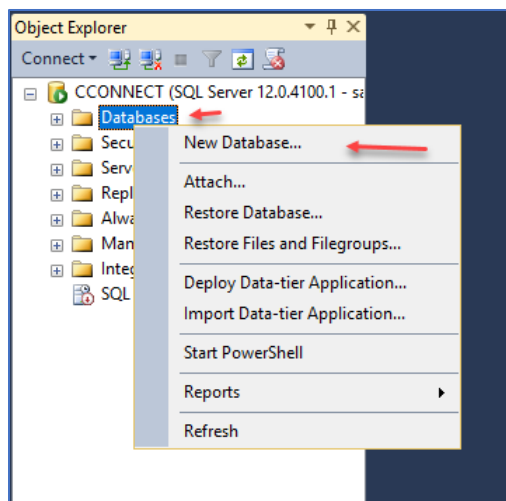 Object Explorer
Connect
CCONNECT (SQL Server 12.0.4100.1 - sa
Databases
Secu
New Database...
Serv
Attach...
Repl
Restore Database...
Alwa
Restore Files and Filegroups...
Man
Integ
Deploy Data-tier Application...
SQL
Import Data-tier Application...
Start PowerShell
Reports
Refresh